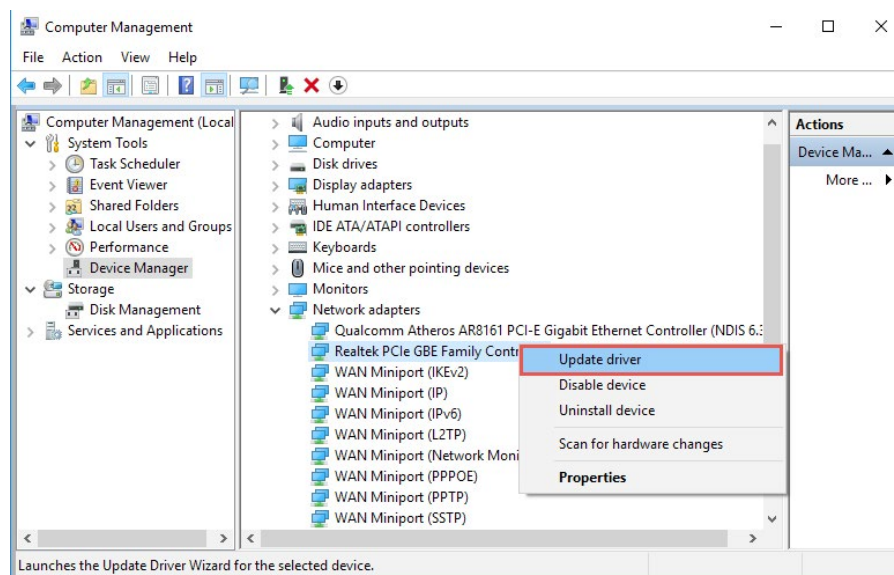 Computer Management
File Action View Help
Computer Management (Local
System Tools
Task Scheduler
Event Viewer
Shared Folders
Local Users and Groups
Performance
Device Manager
Storage
Disk Management
Services and Applications
Audio inputs and outputs
Computer
Disk drives
Display adapters
Human Interface Devices
IDE ATA/ATAPI controllers
Keyboards
Mice and other pointing devices
Monitors
Network adapters
Qualcomm Atheros AR8161 PCI-E Gigabit Ethernet Controller (NDIS 6.3
Realtek PCIe GBE Family Contr
WAN Miniport (IKEv2)
WAN Miniport (IP)
WAN Miniport (IPv6)
WAN Miniport (L2TP)
WAN Miniport (Network Moni
WAN Miniport (PPPOE)
WAN Miniport (PPTP)
WAN Miniport (SSTP)
Update driver
Disable device
Uninstall device
Scan for hardware changes
Properties
Actions
Device Ma...
More ...
Launches the Update Driver Wizard for the selected device.